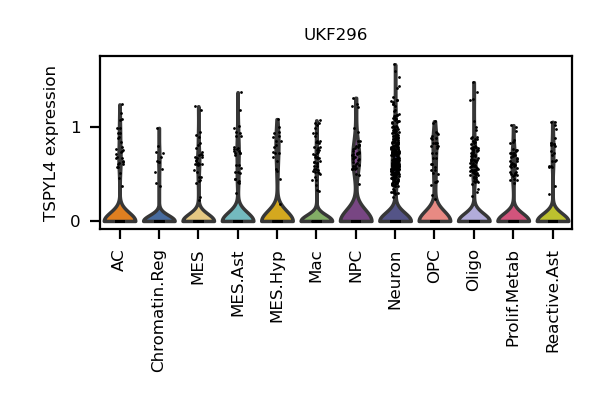 UKF296
TSPYL4 expression
1
0
AC
Chromatin.Reg
MES
MES.Ast
MES.Hyp
Mac
NPC
Neuron
OPC
Oligo
Prolif.Metab
Reactive.Ast